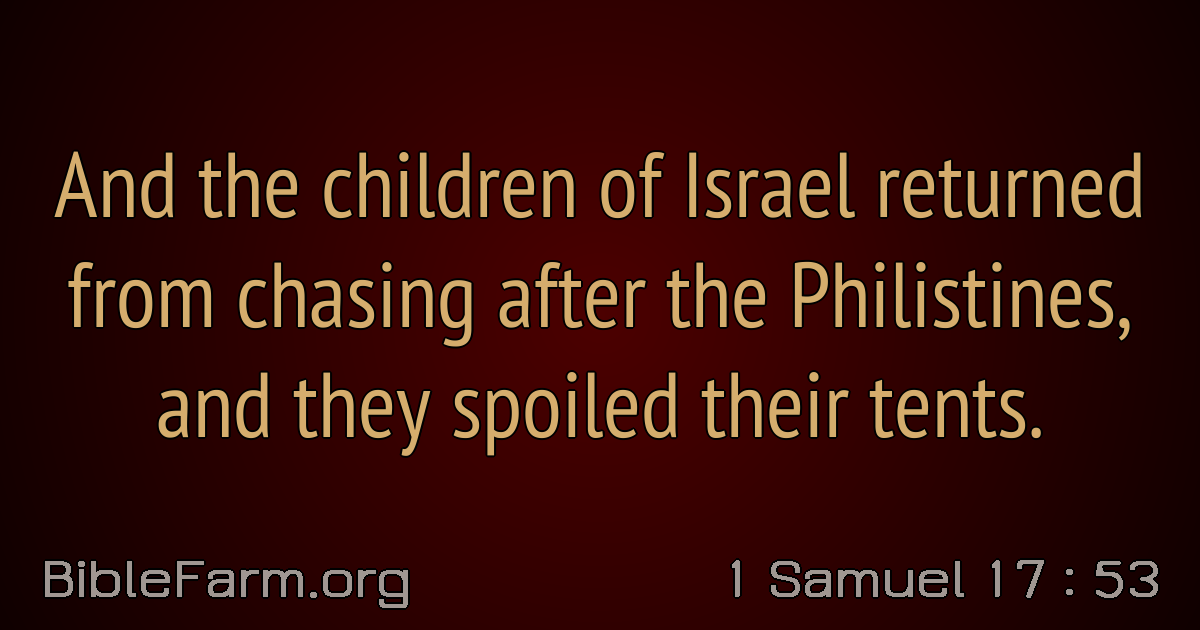 And the children of Israel returned
from chasing after the Philistines,
and they spoiled their tents.
BibleFarm.org
1 Samuel 17 : 53